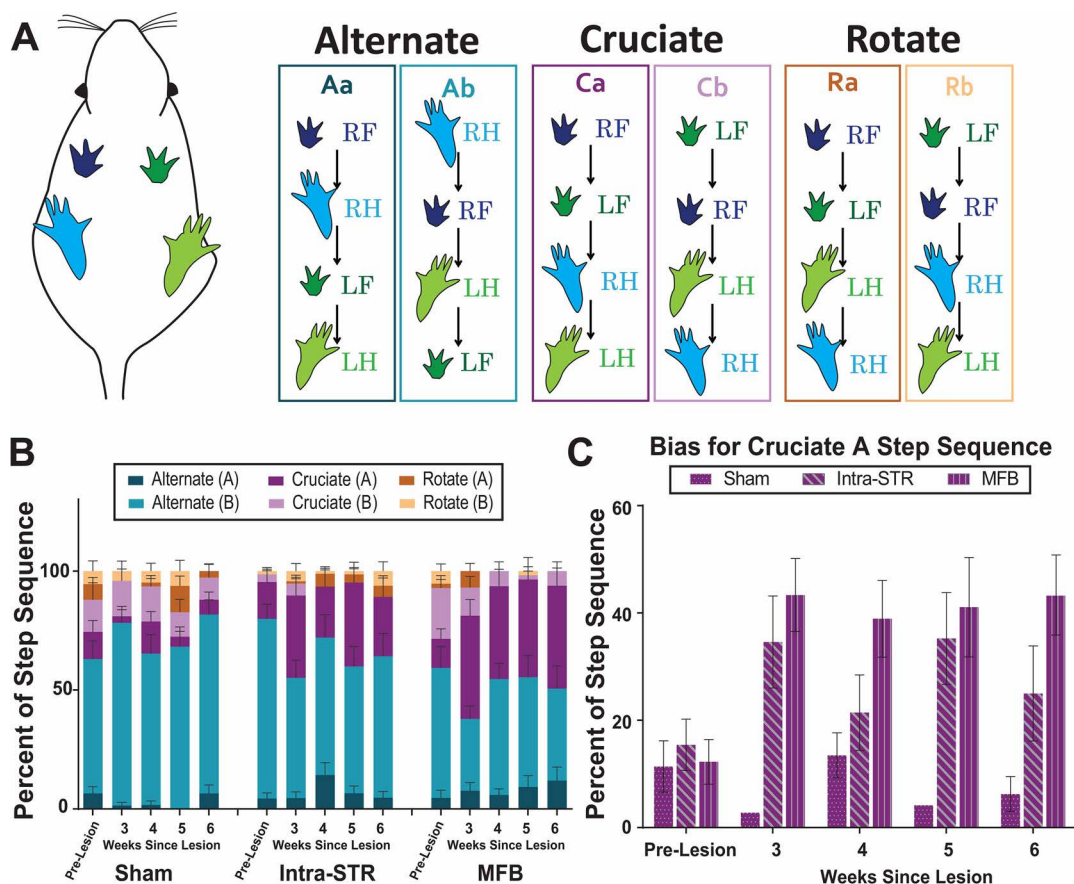 A
Alternate Cruciate Rotate
Aa Ab Ca Cb Ra Rb
RF RH RF LF RF LF
RH RF LF RF LF RF
LF LH RH LH LH RH
LH LF LH RH RH LH
B
Alternate (A) Cruciate (A) Rotate (A)
Alternate (B) Cruciate (B) Rotate (B)
Percent of Step Sequence
100
50
0
Pre-Lesion 3 4 5 6 Pre-Lesion 3 4 5 6 Pre-Lesion 3 4 5 6
Weeks Since Lesion Weeks Since Lesion Weeks Since Lesion
Sham Intra-STR MFB
C
Bias for Cruciate A Step Sequence
Sham Intra-STR MFB
Percent of Step Sequence
60
40
20
0
Pre-Lesion 3 4 5 6
Weeks Since Lesion